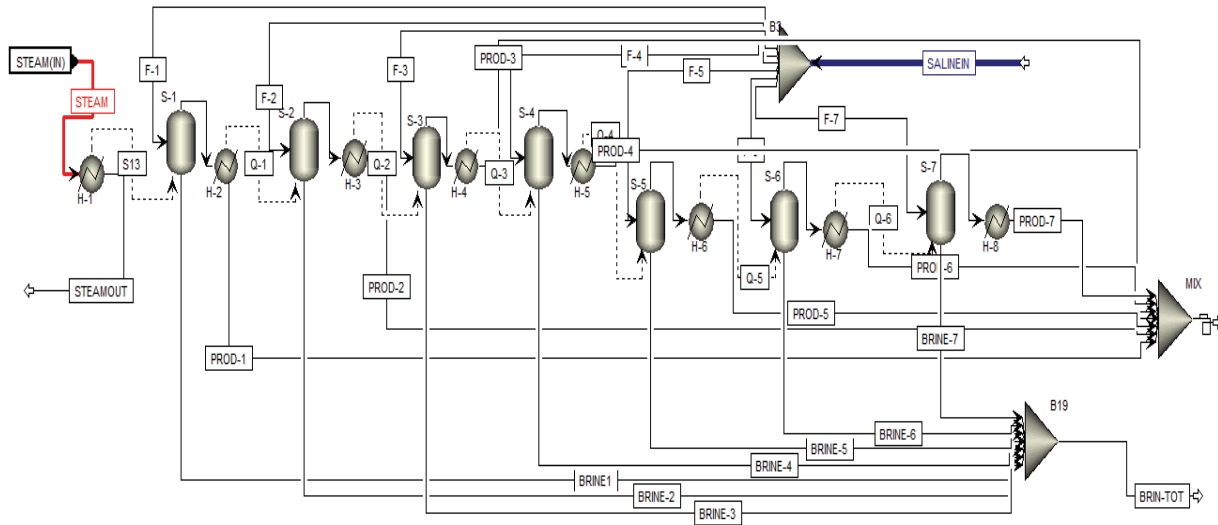 B3
STEAM(IN)
F-1
F-2
F-3
PROD-3
F-4
F-5
SALINEIN
STEAM
S-1
S-2
S-3
S-4
F-7
S13
Q-1
Q-2
Q-3
Q-4
PROD-4
H-1
H-2
H-3
H-4
H-5
S-5
S-6
S-7
H-6
H-7
H-8
Q-6
PROD-7
Q-5
STEAMOUT
PROD-2
PROD-5
MIX
PROD-1
BRINE-7
B19
BRINE-6
BRINE-5
BRINE-4
BRINE1
BRINE-2
BRINE-3
BRIN-TOT